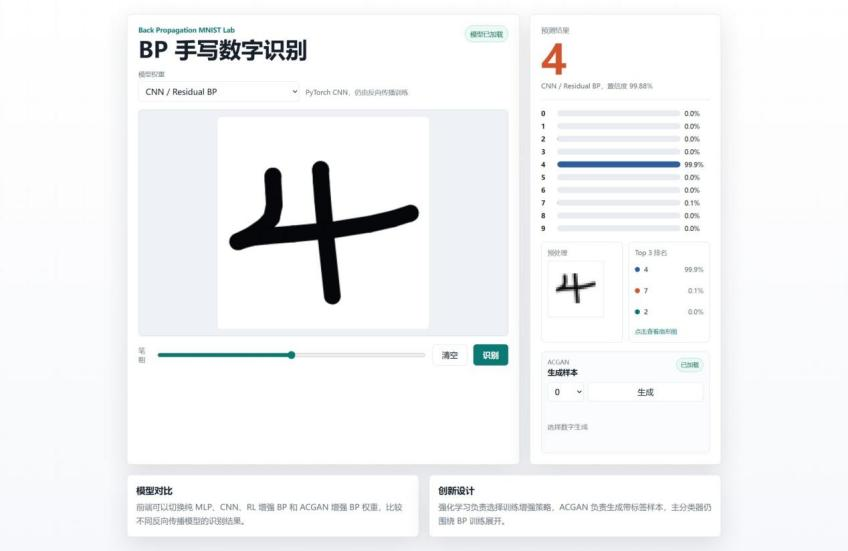 Back Propagation MNIST Lab
BP 手写数字识别
模型已加载
模型权重
CNN / Residual BP
PyTorch CNN，仍由反向传播训练
4
笔粗
清空
识别
预测结果
4
CNN / Residual BP，置信度 99.88%
0 0.0%
1 0.0%
2 0.0%
3 0.0%
4 99.9%
5 0.0%
6 0.0%
7 0.1%
8 0.0%
9 0.0%
预处理
4
Top 3 排名
4 99.9%
7 0.1%
2 0.0%
点击查看扇形图
ACGAN
生成样本
已加载
0
生成
选择数字生成
模型对比
前端可以切换纯 MLP、CNN、RL 增强 BP 和 ACGAN 增强 BP 权重，比较
不同反向传播模型的识别结果。
创新设计
强化学习负责选择训练增强策略，ACGAN 负责生成带标签样本，主分类器仍
围绕 BP 训练展开。